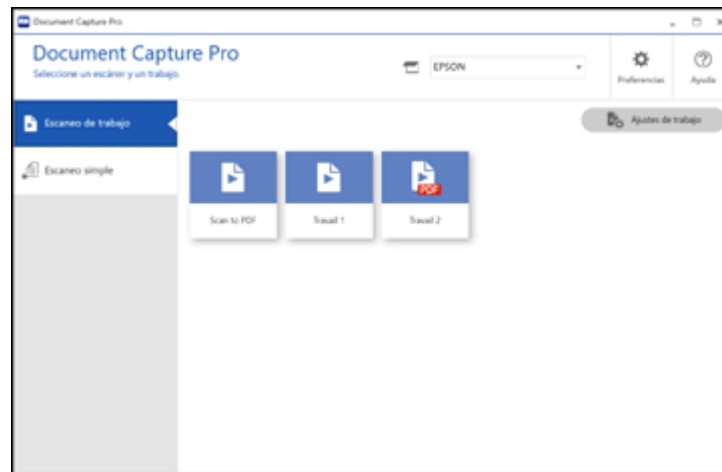 Document Capture Pro
Document Capture Pro
Seleccione un escáner y un trabajo.
EPSON
Preferencias
Ayuda
Escaneo de trabajo
Ajustes de trabajo
Escaneo simple
Scan to PDF
Travail 1
PDF
Travail 2